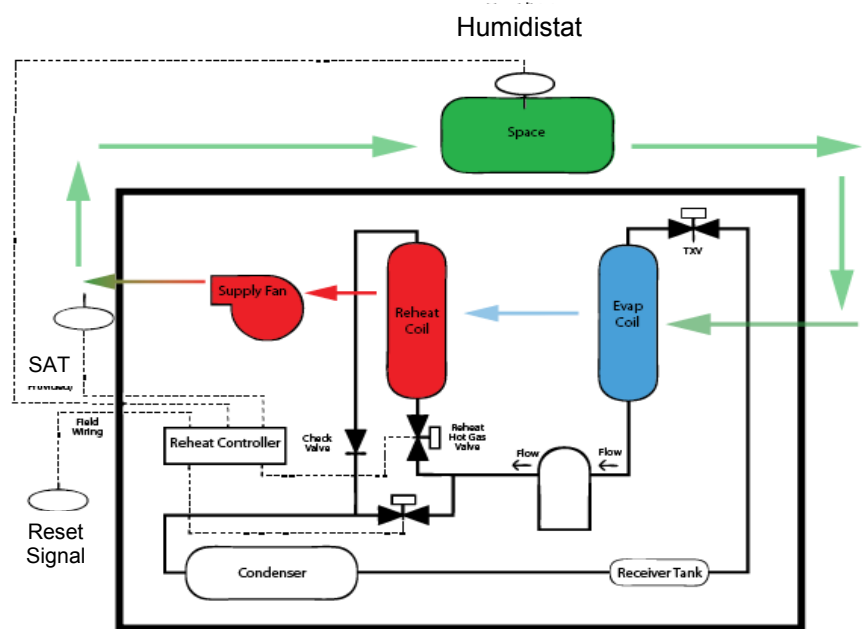 Humidistat
Space
TXV
Supply Fan
Reheat
Coil
Evap
Coil
SAT
Field
Wiring
Reheat Controller
Check
Valve
Reheat
Hot Gas
Valve
Flow
Flow
Reset
Signal
Condenser
Receiver Tank